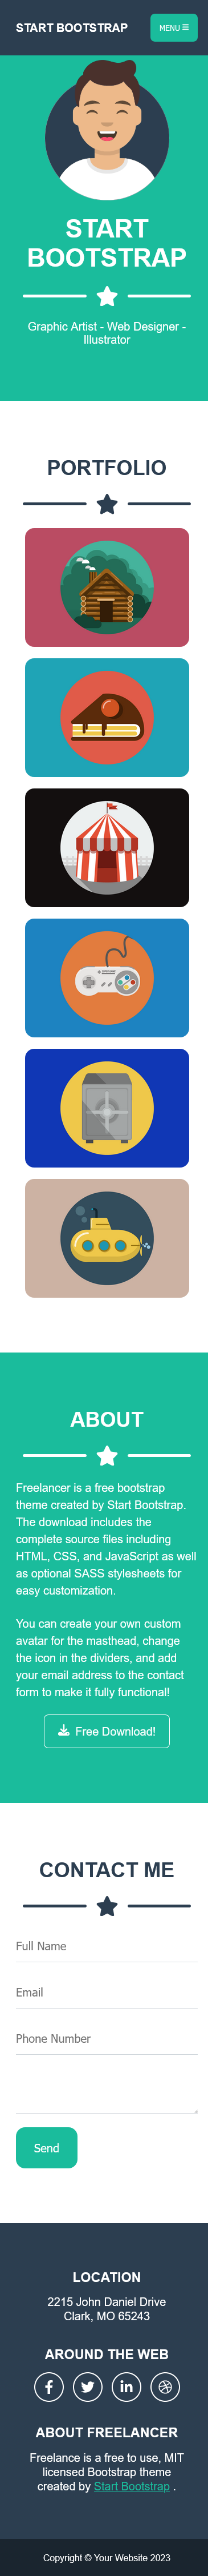 START BOOTSTRAP
MENU
START
BOOTSTRAP
Graphic Artist - Web Designer -
Illustrator
PORTFOLIO
ABOUT
Freelancer is a free bootstrap
theme created by Start Bootstrap.
The download includes the
complete source files including
HTML, CSS, and JavaScript as well
as optional SASS stylesheets for
easy customization.
You can create your own custom
avatar for the masthead, change
the icon in the dividers, and add
your email address to the contact
form to make it fully functional!
Free Download!
CONTACT ME
Full Name
Email
Phone Number
Send
LOCATION
2215 John Daniel Drive
Clark, MO 65243
AROUND THE WEB
ABOUT FREELANCER
Freelance is a free to use, MIT
licensed Bootstrap theme
created by Start Bootstrap .
Copyright © Your Website 2023